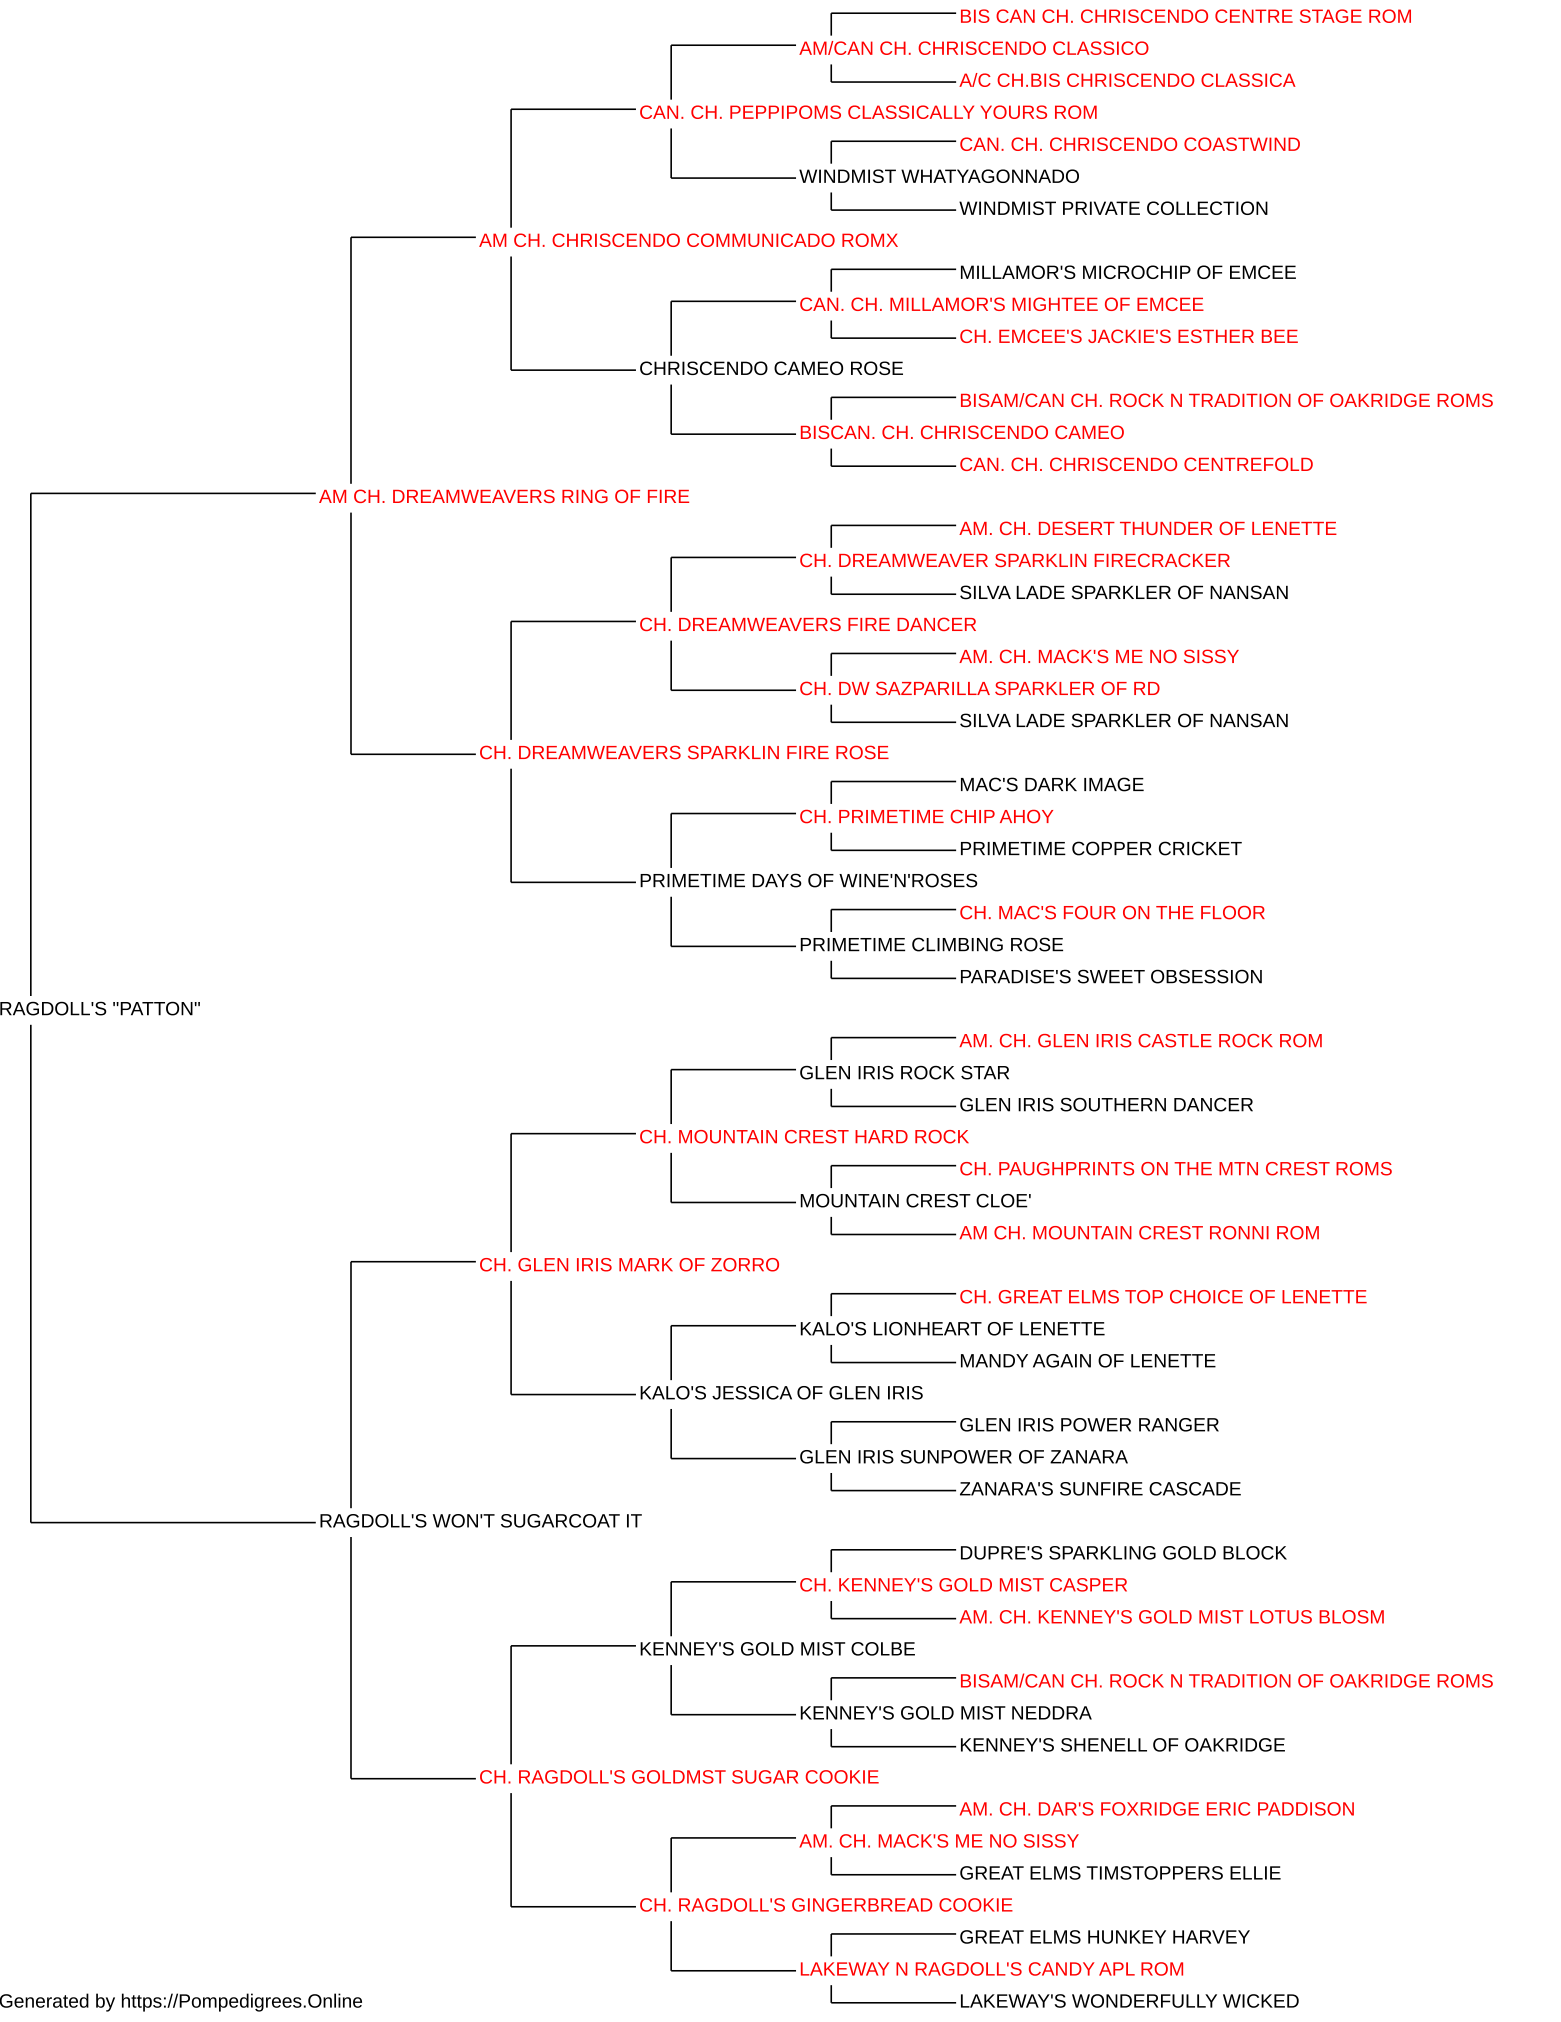 BIS CAN CH. CHRISCENDO CENTRE STAGE ROM
AM/CAN CH. CHRISCENDO CLASSICO
A/C CH.BIS CHRISCENDO CLASSICA
CAN. CH. PEPPIPOMS CLASSICALLY YOURS ROM
CAN. CH. CHRISCENDO COASTWIND
WINDMIST WHATYAGONNADO
WINDMIST PRIVATE COLLECTION
AM CH. CHRISCENDO COMMUNICADO ROMX
MILLAMOR'S MICROCHIP OF EMCEE
CAN. CH. MILLAMOR'S MIGHTEE OF EMCEE
CH. EMCEE'S JACKIE'S ESTHER BEE
CHRISCENDO CAMEO ROSE
BISAM/CAN CH. ROCK N TRADITION OF OAKRIDGE ROMS
BISCAN. CH. CHRISCENDO CAMEO
CAN. CH. CHRISCENDO CENTREFOLD
AM CH. DREAMWEAVERS RING OF FIRE
AM. CH. DESERT THUNDER OF LENETTE
CH. DREAMWEAVER SPARKLIN FIRECRACKER
SILVA LADE SPARKLER OF NANSAN
CH. DREAMWEAVERS FIRE DANCER
AM. CH. MACK'S ME NO SISSY
CH. DW SAZPARILLA SPARKLER OF RD
SILVA LADE SPARKLER OF NANSAN
CH. DREAMWEAVERS SPARKLIN FIRE ROSE
MAC'S DARK IMAGE
CH. PRIMETIME CHIP AHOY
PRIMETIME COPPER CRICKET
PRIMETIME DAYS OF WINE'N'ROSES
CH. MAC'S FOUR ON THE FLOOR
PRIMETIME CLIMBING ROSE
PARADISE'S SWEET OBSESSION
RAGDOLL'S "PATTON"
AM. CH. GLEN IRIS CASTLE ROCK ROM
GLEN IRIS ROCK STAR
GLEN IRIS SOUTHERN DANCER
CH. MOUNTAIN CREST HARD ROCK
CH. PAUGHPRINTS ON THE MTN CREST ROMS
MOUNTAIN CREST CLOE'
AM CH. MOUNTAIN CREST RONNI ROM
CH. GLEN IRIS MARK OF ZORRO
CH. GREAT ELMS TOP CHOICE OF LENETTE
KALO'S LIONHEART OF LENETTE
MANDY AGAIN OF LENETTE
KALO'S JESSICA OF GLEN IRIS
GLEN IRIS POWER RANGER
GLEN IRIS SUNPOWER OF ZANARA
ZANARA'S SUNFIRE CASCADE
RAGDOLL'S WON'T SUGARCOAT IT
DUPRE'S SPARKLING GOLD BLOCK
CH. KENNEY'S GOLD MIST CASPER
AM. CH. KENNEY'S GOLD MIST LOTUS BLOSM
KENNEY'S GOLD MIST COLBE
BISAM/CAN CH. ROCK N TRADITION OF OAKRIDGE ROMS
KENNEY'S GOLD MIST NEDDRA
KENNEY'S SHENELL OF OAKRIDGE
CH. RAGDOLL'S GOLDMST SUGAR COOKIE
AM. CH. DAR'S FOXRIDGE ERIC PADDISON
AM. CH. MACK'S ME NO SISSY
GREAT ELMS TIMSTOPPERS ELLIE
CH. RAGDOLL'S GINGERBREAD COOKIE
GREAT ELMS HUNKEY HARVEY
LAKEWAY N RAGDOLL'S CANDY APL ROM
LAKEWAY'S WONDERFULLY WICKED
Generated by https://Pompedigrees.Online